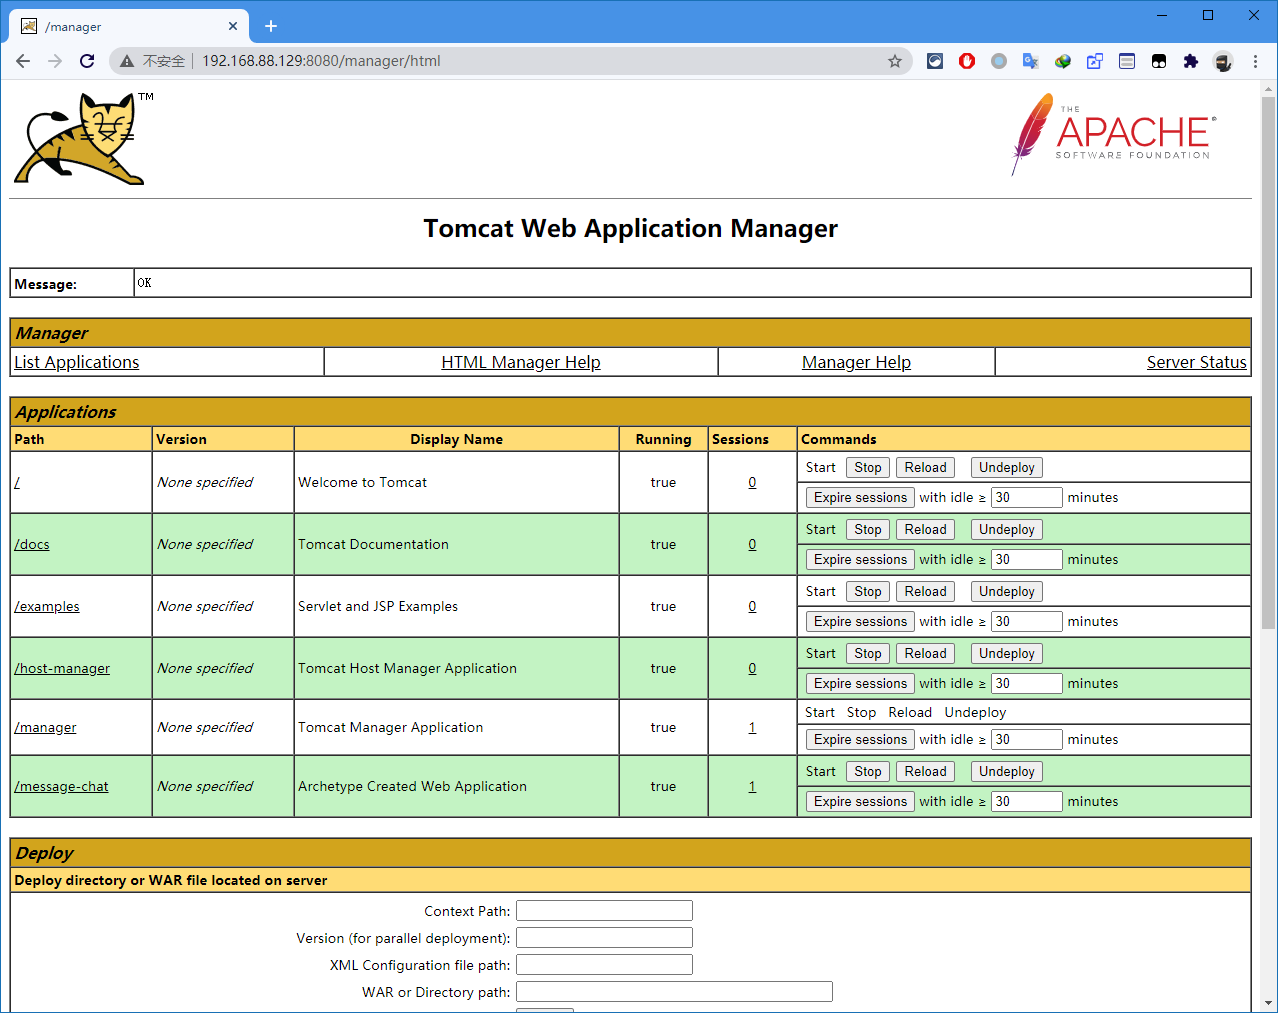 /manager
不安全 192.168.88.129:8080/manager/html
TM
THE
APACHE®
SOFTWARE FOUNDATION
Tomcat Web Application Manager
Message: OK
Manager
List Applications HTML Manager Help Manager Help Server Status
Applications
Path Version Display Name Running Sessions Commands
/ None specified Welcome to Tomcat true 0 Start Stop Reload Undeploy
Expire sessions with idle ≥ 30 minutes
/docs None specified Tomcat Documentation true 0 Start Stop Reload Undeploy
Expire sessions with idle ≥ 30 minutes
/examples None specified Servlet and JSP Examples true 0 Start Stop Reload Undeploy
Expire sessions with idle ≥ 30 minutes
/host-manager None specified Tomcat Host Manager Application true 0 Start Stop Reload Undeploy
Expire sessions with idle ≥ 30 minutes
/manager None specified Tomcat Manager Application true 1 Start Stop Reload Undeploy
Expire sessions with idle ≥ 30 minutes
/message-chat None specified Archetype Created Web Application true 1 Start Stop Reload Undeploy
Expire sessions with idle ≥ 30 minutes
Deploy
Deploy directory or WAR file located on server
Context Path:
Version (for parallel deployment):
XML Configuration file path:
WAR or Directory path: